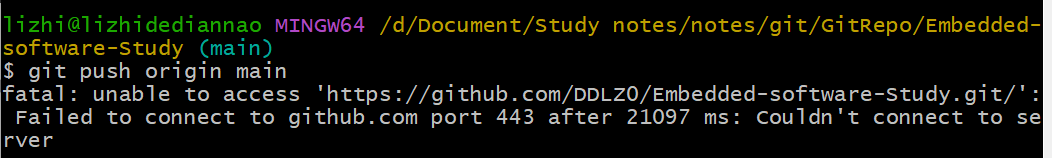 lizhi@lizhidediannao MINGW64 /d/Document/Study notes/notes/git/GitRepo/Embedded-
software-Study (main)
$ git push origin main
fatal: unable to access 'https://github.com/DDLZ0/Embedded-software-Study.git/':
 Failed to connect to github.com port 443 after 21097 ms: Couldn't connect to se
rver